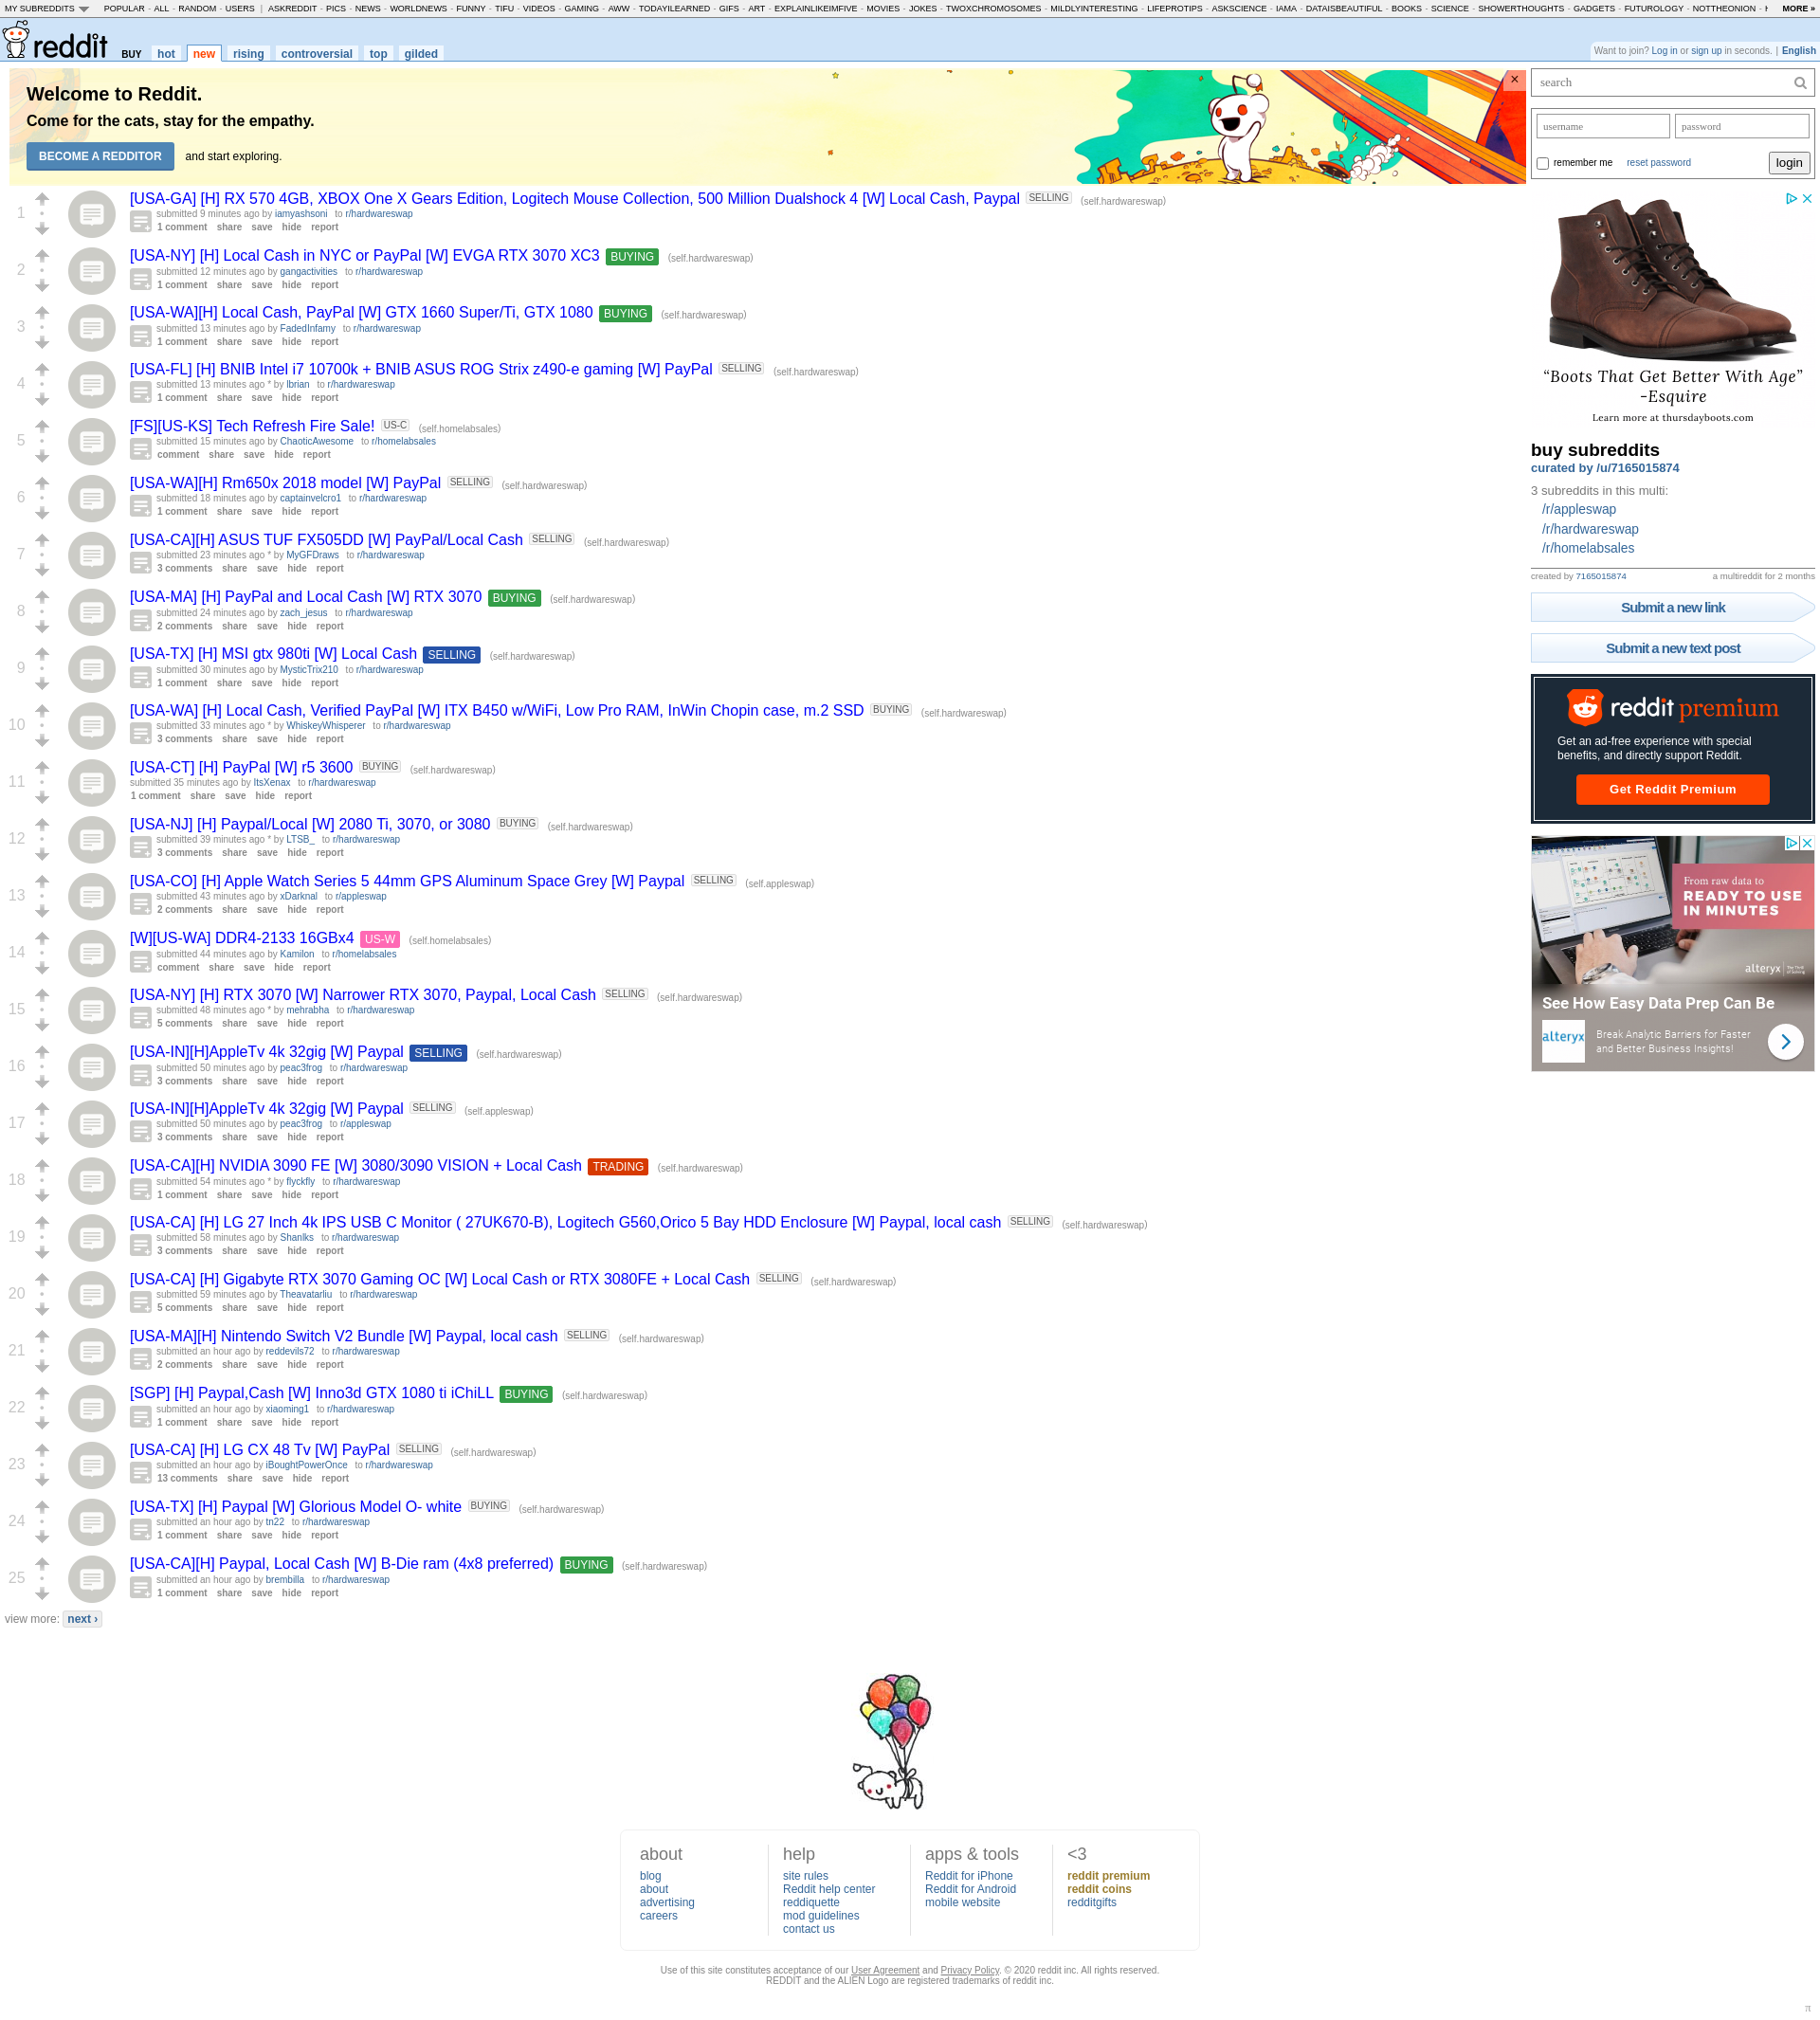 MY SUBREDDITS POPULAR - ALL - RANDOM - USERS | ASKREDDIT - PICS - NEWS - WORLDNEWS - FUNNY - TIFU - VIDEOS - GAMING - AWW - TODAYILEARNED - GIFS - ART - EXPLAINLIKEIMFIVE - MOVIES - JOKES - TWOXCHROMOSOMES - MILDLYINTERESTING - LIFEPROTIPS - ASKSCIENCE - IAMA - DATAISBEAUTIFUL - BOOKS - SCIENCE - SHOWERTHOUGHTS - GADGETS - FUTUROLOGY - NOTTHEONION - MORE »
reddit BUY hot new rising controversial top gilded
Want to join? Log in or sign up in seconds. | English
Welcome to Reddit.
Come for the cats, stay for the empathy.
BECOME A REDDITOR and start exploring.
1
[USA-GA] [H] RX 570 4GB, XBOX One X Gears Edition, Logitech Mouse Collection, 500 Million Dualshock 4 [W] Local Cash, Paypal SELLING (self.hardwareswap)
submitted 9 minutes ago by iamyashsoni to r/hardwareswap
1 comment share save hide report
2
[USA-NY] [H] Local Cash in NYC or PayPal [W] EVGA RTX 3070 XC3 BUYING (self.hardwareswap)
submitted 12 minutes ago by gangactivities to r/hardwareswap
1 comment share save hide report
3
[USA-WA][H] Local Cash, PayPal [W] GTX 1660 Super/Ti, GTX 1080 BUYING (self.hardwareswap)
submitted 13 minutes ago by FadedInfamy to r/hardwareswap
1 comment share save hide report
4
[USA-FL] [H] BNIB Intel i7 10700k + BNIB ASUS ROG Strix z490-e gaming [W] PayPal SELLING (self.hardwareswap)
submitted 13 minutes ago * by lbrian to r/hardwareswap
1 comment share save hide report
5
[FS][US-KS] Tech Refresh Fire Sale! US-C (self.homelabsales)
submitted 15 minutes ago by ChaoticAwesome to r/homelabsales
comment share save hide report
6
[USA-WA][H] Rm650x 2018 model [W] PayPal SELLING (self.hardwareswap)
submitted 18 minutes ago by captainvelcro1 to r/hardwareswap
1 comment share save hide report
7
[USA-CA][H] ASUS TUF FX505DD [W] PayPal/Local Cash SELLING (self.hardwareswap)
submitted 23 minutes ago * by MyGFDraws to r/hardwareswap
3 comments share save hide report
8
[USA-MA] [H] PayPal and Local Cash [W] RTX 3070 BUYING (self.hardwareswap)
submitted 24 minutes ago by zach_jesus to r/hardwareswap
2 comments share save hide report
9
[USA-TX] [H] MSI gtx 980ti [W] Local Cash SELLING (self.hardwareswap)
submitted 30 minutes ago by MysticTrix210 to r/hardwareswap
1 comment share save hide report
10
[USA-WA] [H] Local Cash, Verified PayPal [W] ITX B450 w/WiFi, Low Pro RAM, InWin Chopin case, m.2 SSD BUYING (self.hardwareswap)
submitted 33 minutes ago * by WhiskeyWhisperer to r/hardwareswap
3 comments share save hide report
11
[USA-CT] [H] PayPal [W] r5 3600 BUYING (self.hardwareswap)
submitted 35 minutes ago by ItsXenax to r/hardwareswap
1 comment share save hide report
12
[USA-NJ] [H] Paypal/Local [W] 2080 Ti, 3070, or 3080 BUYING (self.hardwareswap)
submitted 39 minutes ago * by LTSB_ to r/hardwareswap
3 comments share save hide report
13
[USA-CO] [H] Apple Watch Series 5 44mm GPS Aluminum Space Grey [W] Paypal SELLING (self.appleswap)
submitted 43 minutes ago by xDarknal to r/appleswap
2 comments share save hide report
14
[W][US-WA] DDR4-2133 16GBx4 US-W (self.homelabsales)
submitted 44 minutes ago by Kamilon to r/homelabsales
comment share save hide report
15
[USA-NY] [H] RTX 3070 [W] Narrower RTX 3070, Paypal, Local Cash SELLING (self.hardwareswap)
submitted 48 minutes ago * by mehrabha to r/hardwareswap
5 comments share save hide report
16
[USA-IN][H]AppleTv 4k 32gig [W] Paypal SELLING (self.hardwareswap)
submitted 50 minutes ago by peac3frog to r/hardwareswap
3 comments share save hide report
17
[USA-IN][H]AppleTv 4k 32gig [W] Paypal SELLING (self.appleswap)
submitted 50 minutes ago by peac3frog to r/appleswap
3 comments share save hide report
18
[USA-CA][H] NVIDIA 3090 FE [W] 3080/3090 VISION + Local Cash TRADING (self.hardwareswap)
submitted 54 minutes ago * by flyckfly to r/hardwareswap
1 comment share save hide report
19
[USA-CA] [H] LG 27 Inch 4k IPS USB C Monitor ( 27UK670-B), Logitech G560,Orico 5 Bay HDD Enclosure [W] Paypal, local cash SELLING (self.hardwareswap)
submitted 58 minutes ago by Shanlks to r/hardwareswap
3 comments share save hide report
20
[USA-CA] [H] Gigabyte RTX 3070 Gaming OC [W] Local Cash or RTX 3080FE + Local Cash SELLING (self.hardwareswap)
submitted 59 minutes ago by Theavatarliu to r/hardwareswap
5 comments share save hide report
21
[USA-MA][H] Nintendo Switch V2 Bundle [W] Paypal, local cash SELLING (self.hardwareswap)
submitted an hour ago by reddevils72 to r/hardwareswap
2 comments share save hide report
22
[SGP] [H] Paypal,Cash [W] Inno3d GTX 1080 ti iChiLL BUYING (self.hardwareswap)
submitted an hour ago by xiaoming1 to r/hardwareswap
1 comment share save hide report
23
[USA-CA] [H] LG CX 48 Tv [W] PayPal SELLING (self.hardwareswap)
submitted an hour ago by iBoughtPowerOnce to r/hardwareswap
13 comments share save hide report
24
[USA-TX] [H] Paypal [W] Glorious Model O- white BUYING (self.hardwareswap)
submitted an hour ago by tn22 to r/hardwareswap
1 comment share save hide report
25
[USA-CA][H] Paypal, Local Cash [W] B-Die ram (4x8 preferred) BUYING (self.hardwareswap)
submitted an hour ago by brembilla to r/hardwareswap
1 comment share save hide report
view more: next ›
search
username password
remember me reset password login
“Boots That Get Better With Age”
-Esquire
Learn more at thursdayboots.com
buy subreddits
curated by /u/7165015874
3 subreddits in this multi:
/r/appleswap
/r/hardwareswap
/r/homelabsales
created by 7165015874 a multireddit for 2 months
Submit a new link
Submit a new text post
reddit premium
Get an ad-free experience with special
benefits, and directly support Reddit.
Get Reddit Premium
From raw data to
READY TO USE
IN MINUTES
alteryx
See How Easy Data Prep Can Be
alteryx
Break Analytic Barriers for Faster
and Better Business Insights!
about
blog
about
advertising
careers
help
site rules
Reddit help center
reddiquette
mod guidelines
contact us
apps & tools
Reddit for iPhone
Reddit for Android
mobile website
<3
reddit premium
reddit coins
redditgifts
Use of this site constitutes acceptance of our User Agreement and Privacy Policy. © 2020 reddit inc. All rights reserved.
REDDIT and the ALIEN Logo are registered trademarks of reddit inc.
π